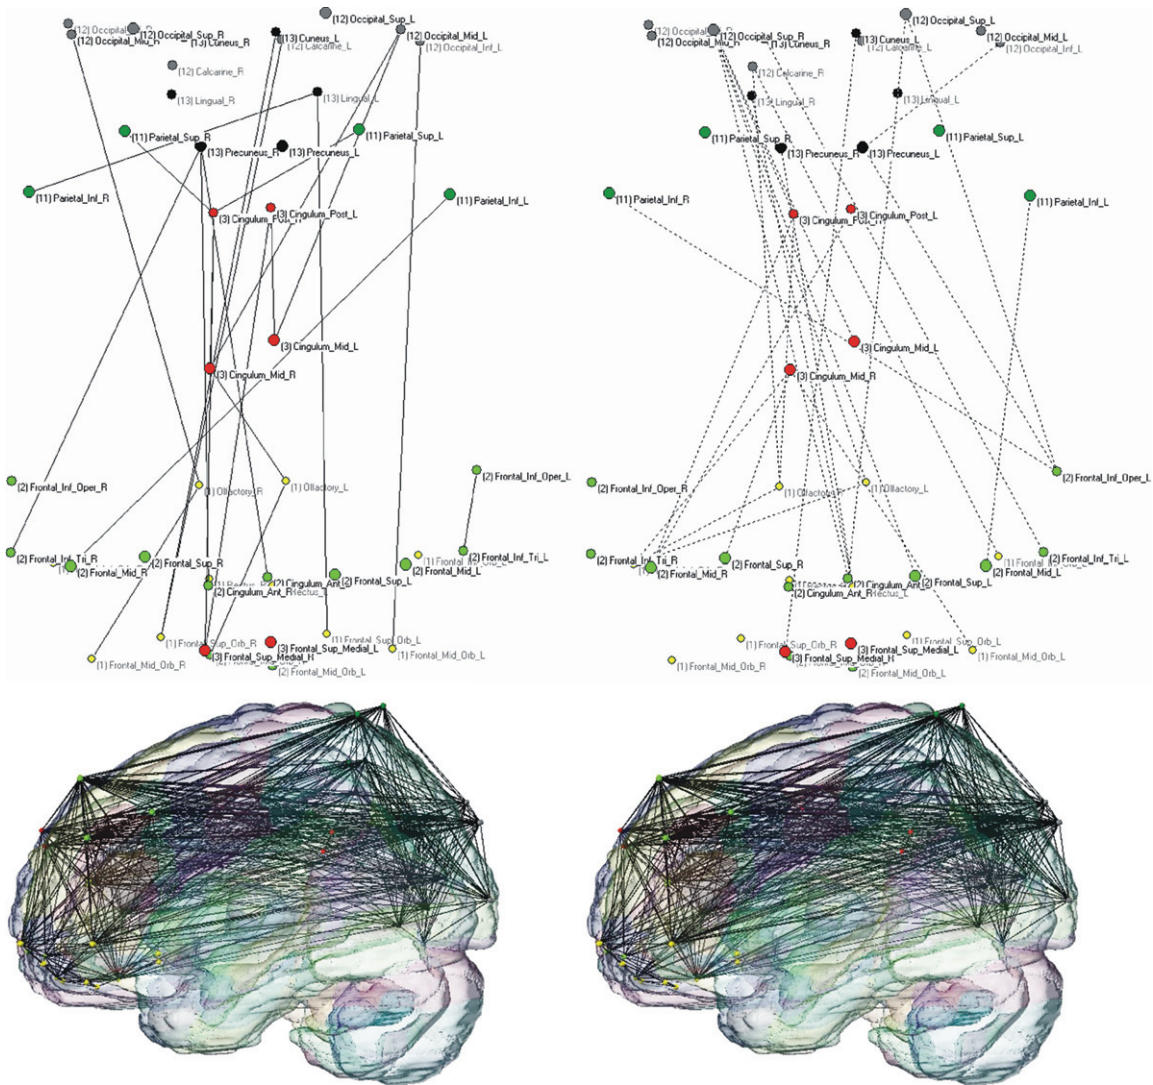 (12) Occipital_Sup_L
(12) Occipital_Sup_R
(12) Occipital_Mid_R
(13) Cuneus_R
(13) Cuneus_L
(12) Calcarine_L
(12) Occipital_Mid_L
(12) Occipital_Inf_L
(12) Calcarine_R
(13) Lingual_R
(13) Lingual_L
(11) Parietal_Sup_R
(11) Parietal_Sup_L
(13) Precuneus_R
(13) Precuneus_L
(11) Parietal_Inf_R
(11) Parietal_Inf_L
(3) Cingulum_Post_L
(3) Cingulum_Mid_L
(3) Cingulum_Mid_R
(2) Frontal_Inf_Oper_R
(1) Olfactory_R
(1) Olfactory_L
(2) Frontal_Inf_Oper_L
(2) Frontal_Inf_Tri_R
(2) Frontal_Mid_R
(2) Frontal_Sup_R
(2) Cingulum_Ant_R
(2) Frontal_Sup_L
(2) Frontal_Mid_L
(2) Frontal_Inf_Tri_L
(1) Frontal_Sup_Orb_R
(1) Frontal_Mid_Orb_R
(3) Frontal_Sup_Medial_R
(3) Frontal_Sup_Medial_L
(1) Frontal_Sup_Orb_L
(1) Frontal_Mid_Orb_L
(2) Frontal_Mid_Orb_L
(12) Occipital_Sup_L
(12) Occipital_Sup_R
(12) Occipital_Mid_R
(13) Cuneus_R
(13) Cuneus_L
(12) Calcarine_L
(12) Occipital_Mid_L
(12) Occipital_Inf_L
(12) Calcarine_R
(13) Lingual_R
(13) Lingual_L
(11) Parietal_Sup_R
(11) Parietal_Sup_L
(13) Precuneus_R
(13) Precuneus_L
(11) Parietal_Inf_R
(11) Parietal_Inf_L
(3) Cingulum_Post_L
(3) Cingulum_Mid_L
(3) Cingulum_Mid_R
(2) Frontal_Inf_Oper_R
(1) Olfactory_R
(1) Olfactory_L
(2) Frontal_Inf_Oper_L
(2) Frontal_Inf_Tri_R
(2) Frontal_Mid_R
(2) Frontal_Sup_R
(2) Cingulum_Ant_R
(2) Frontal_Sup_L
(2) Frontal_Mid_L
(2) Frontal_Inf_Tri_L
(1) Frontal_Sup_Orb_R
(1) Frontal_Mid_Orb_R
(3) Frontal_Sup_Medial_R
(3) Frontal_Sup_Medial_L
(1) Frontal_Sup_Orb_L
(1) Frontal_Mid_Orb_L
(2) Frontal_Mid_Orb_L